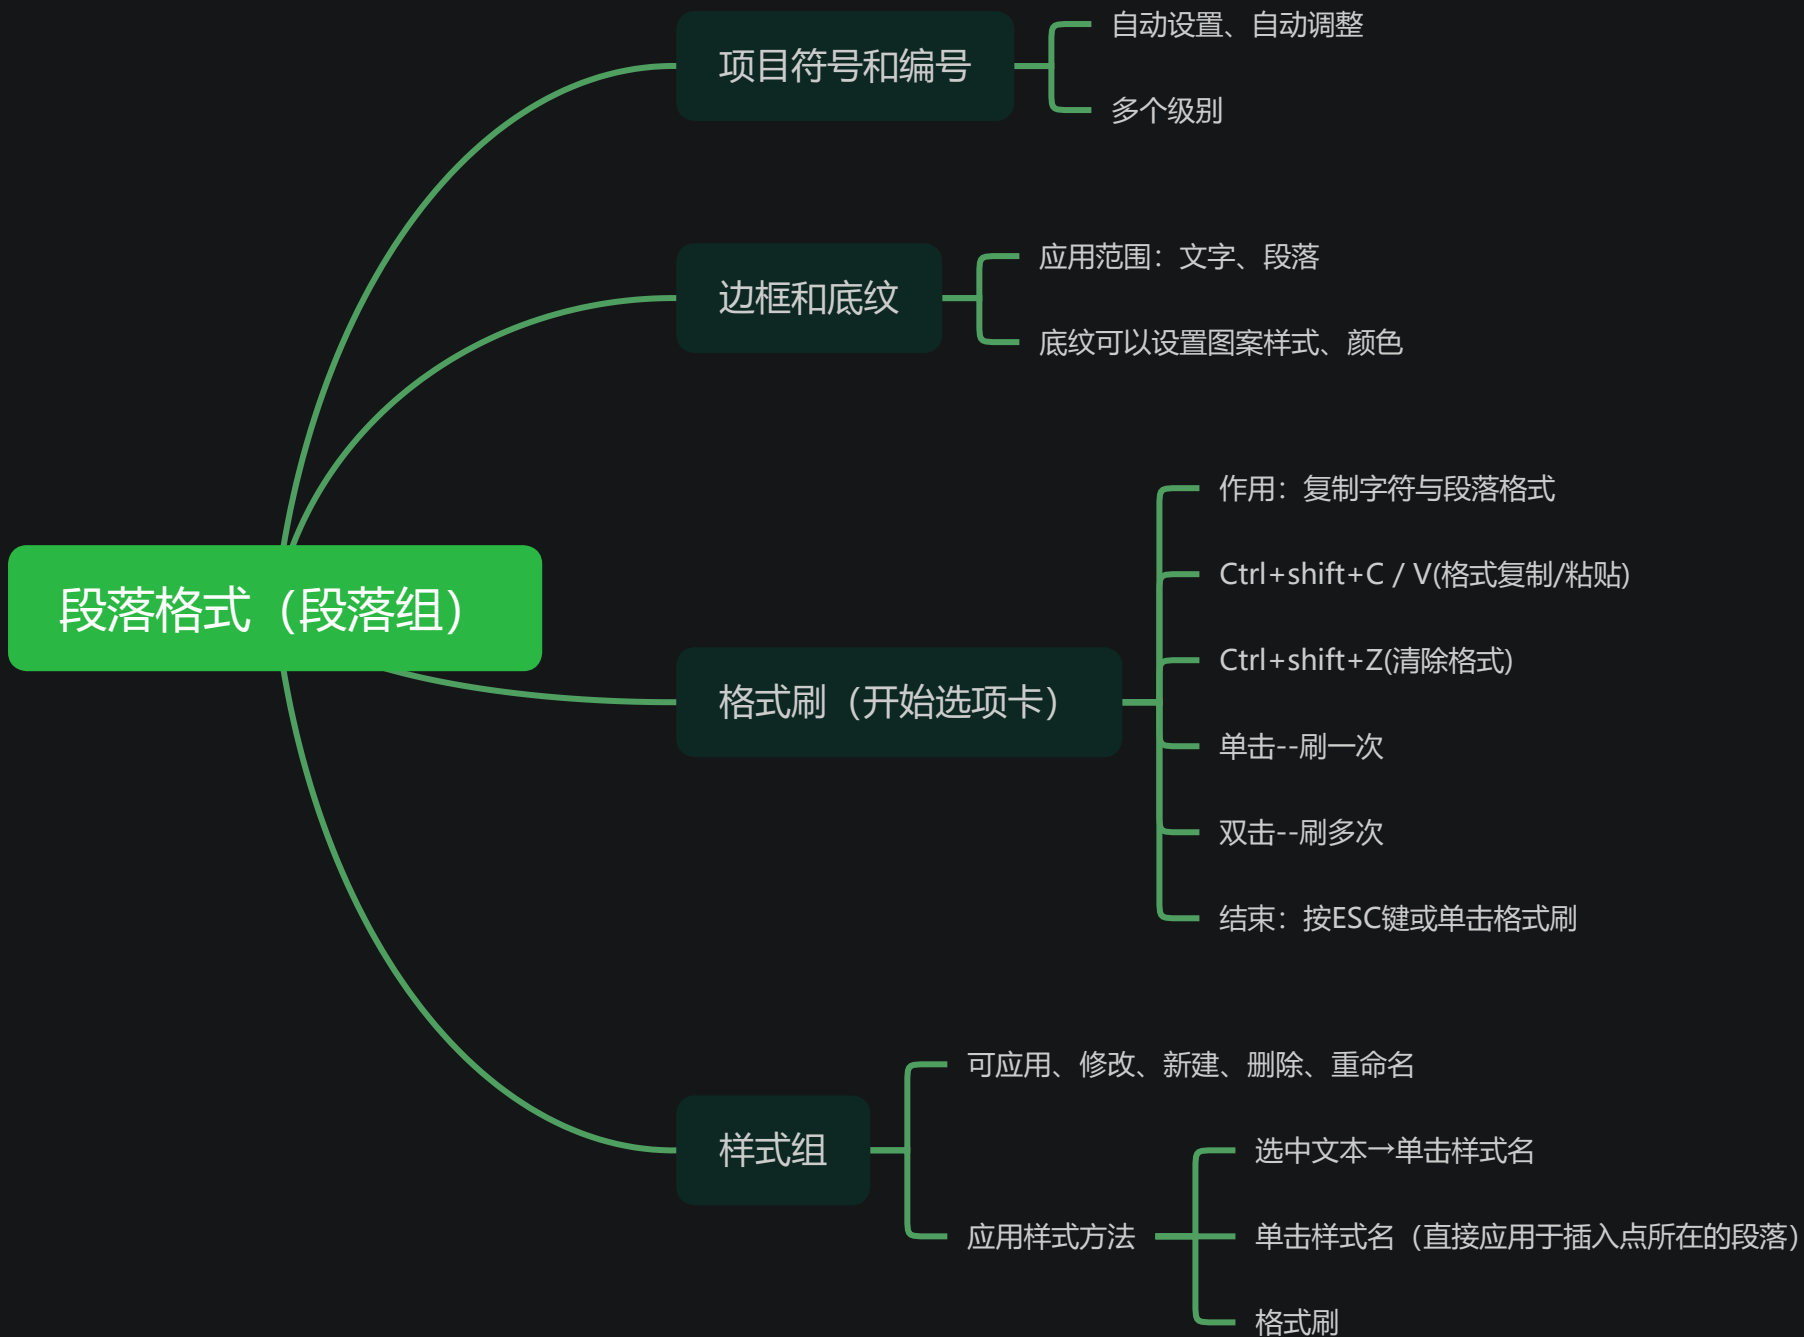 段落格式（段落组）
项目符号和编号
自动设置、自动调整
多个级别
边框和底纹
应用范围：文字、段落
底纹可以设置图案样式、颜色
格式刷（开始选项卡）
作用：复制字符与段落格式
Ctrl+shift+C / V(格式复制/粘贴)
Ctrl+shift+Z(清除格式)
单击--刷一次
双击--刷多次
结束：按ESC键或单击格式刷
样式组
可应用、修改、新建、删除、重命名
应用样式方法
选中文本→单击样式名
单击样式名（直接应用于插入点所在的段落）
格式刷